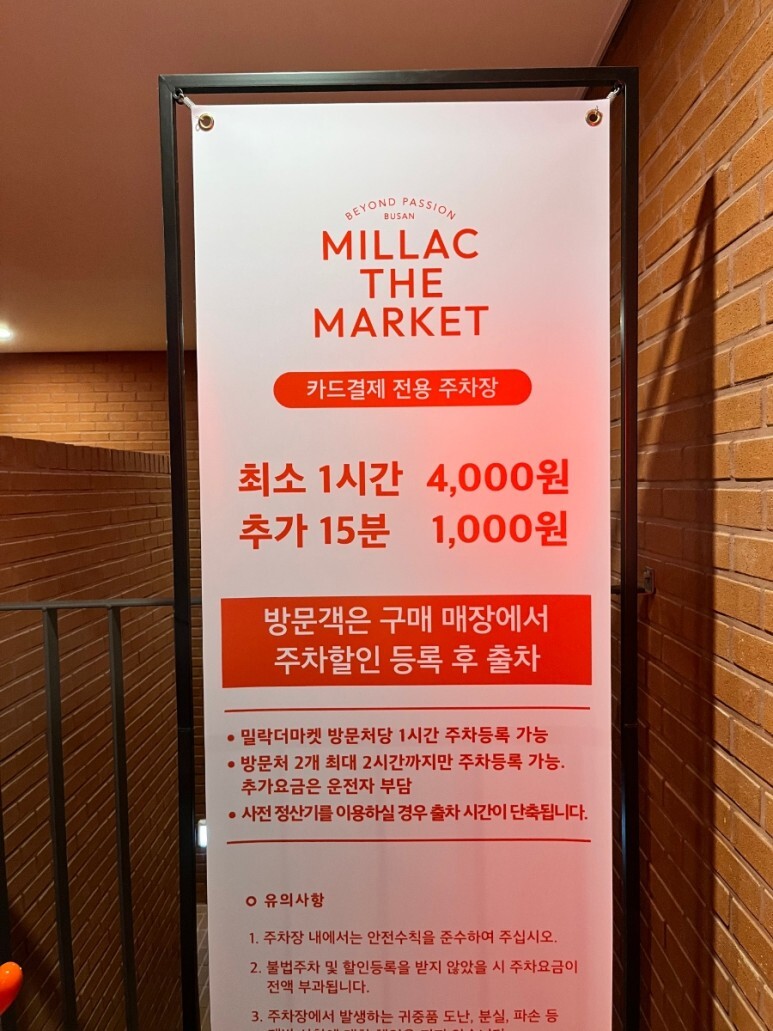 BEYOND PASSION
BUSAN
MILLAC
THE
MARKET
카드결제 전용 주차장
최소 1시간 4,000원
추가 15분 1,000원
방문객은 구매 매장에서
주차할인 등록 후 출차
• 밀락더마켓 방문처당 1시간 주차등록 가능
• 방문처 2개 최대 2시간까지만 주차등록 가능.
추가요금은 운전자 부담
• 사전 정산기를 이용하실 경우 출차 시간이 단축됩니다.
유의사항
1. 주차장 내에서는 안전수칙을 준수하여 주십시오.
2. 불법주차 및 할인등록을 받지 않았을 시 주차요금이
전액 부과됩니다.
3. 주차장에서 발생하는 귀중품 도난, 분실, 파손 등